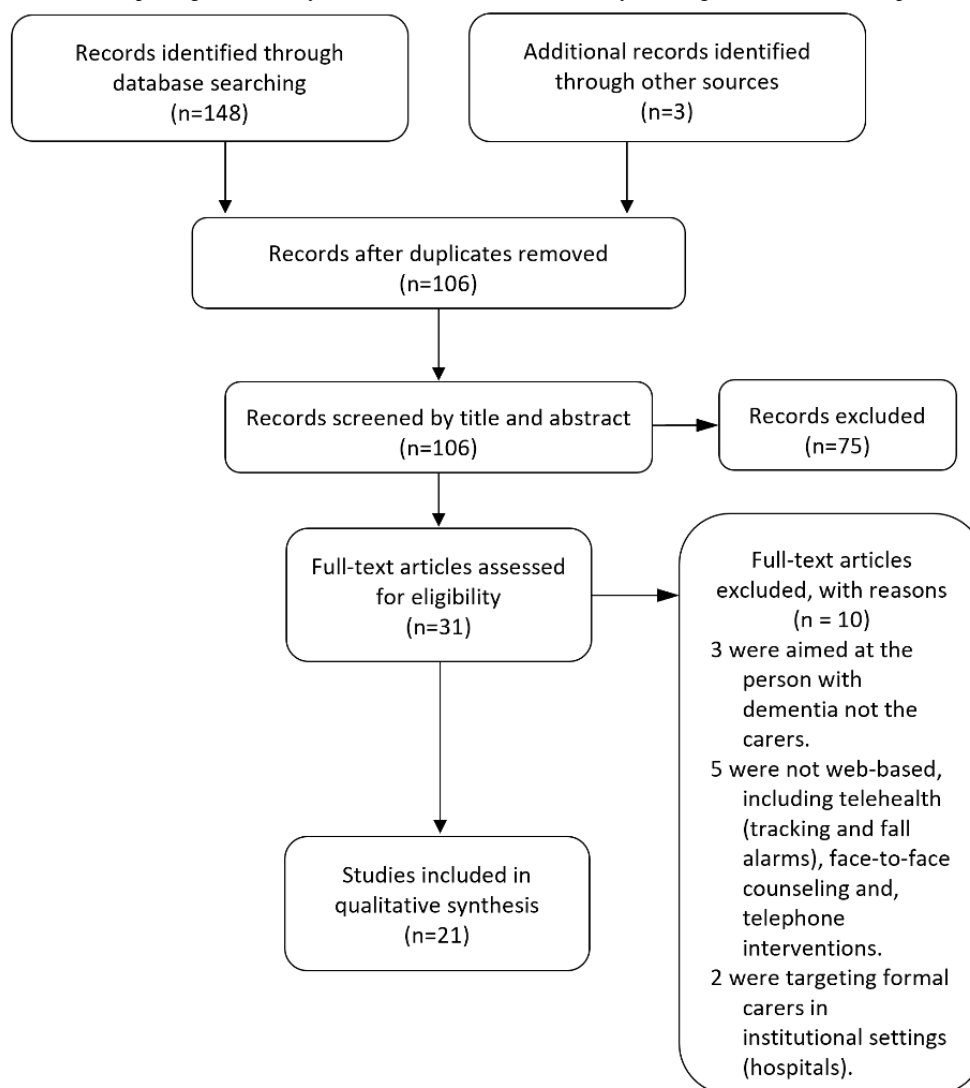 Records identified through
database searching
(n=148)
Additional records identified
through other sources
(n=3)
Records after duplicates removed
(n=106)
Records screened by title and abstract
(n=106)
Records excluded
(n=75)
Full-text articles assessed
for eligibility
(n=31)
Full-text articles
excluded, with reasons
(n = 10)
3 were aimed at the
person with
dementia not the
carers.
5 were not web-based,
including telehealth
(tracking and fall
alarms), face-to-face
counseling and,
telephone
interventions.
2 were targeting formal
carers in
institutional settings
(hospitals).
Studies included in
qualitative synthesis
(n=21)